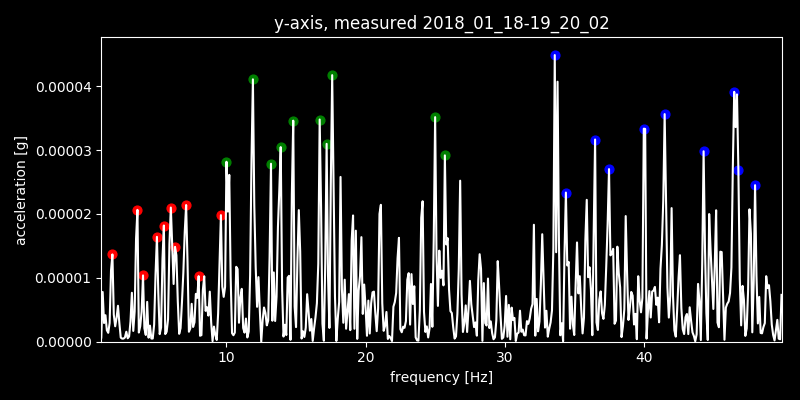 y-axis, measured 2018_01_18-19_20_02
acceleration [g]
0.00004
0.00003
0.00002
0.00001
0.00000
10 20 30 40
frequency [Hz]